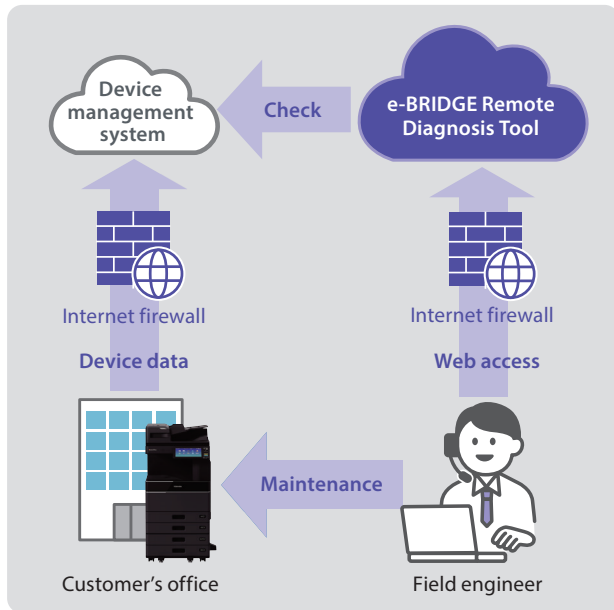 Device
management
system
Check
e-BRIDGE Remote
Diagnosis Tool
Internet firewall
Internet firewall
Device data
Web access
Maintenance
Customer’s office
Field engineer